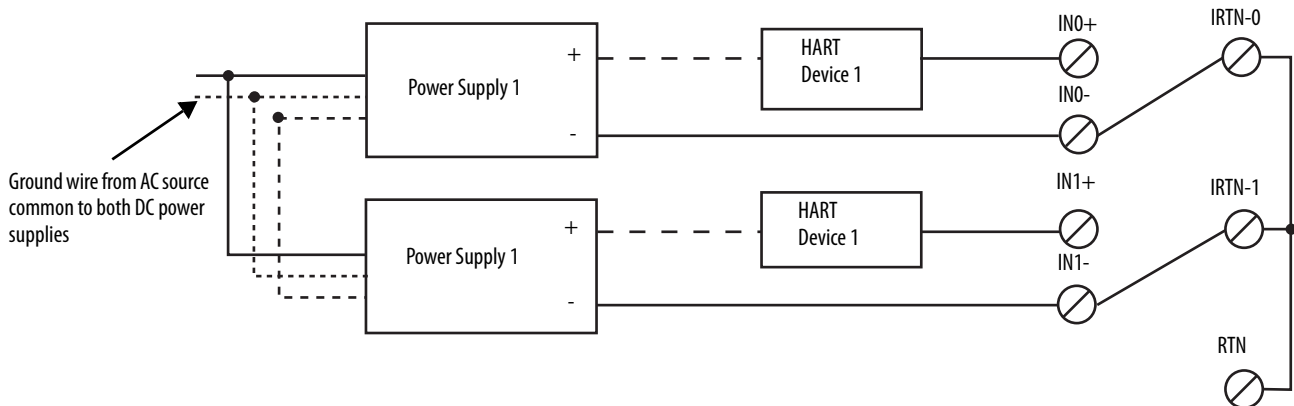 IN0+
IRTN-0
HART
Device 1
+
Power Supply 1
IN0-
-
Ground wire from AC source
common to both DC power
supplies
IN1+
IRTN-1
HART
Device 1
+
Power Supply 1
IN1-
-
RTN